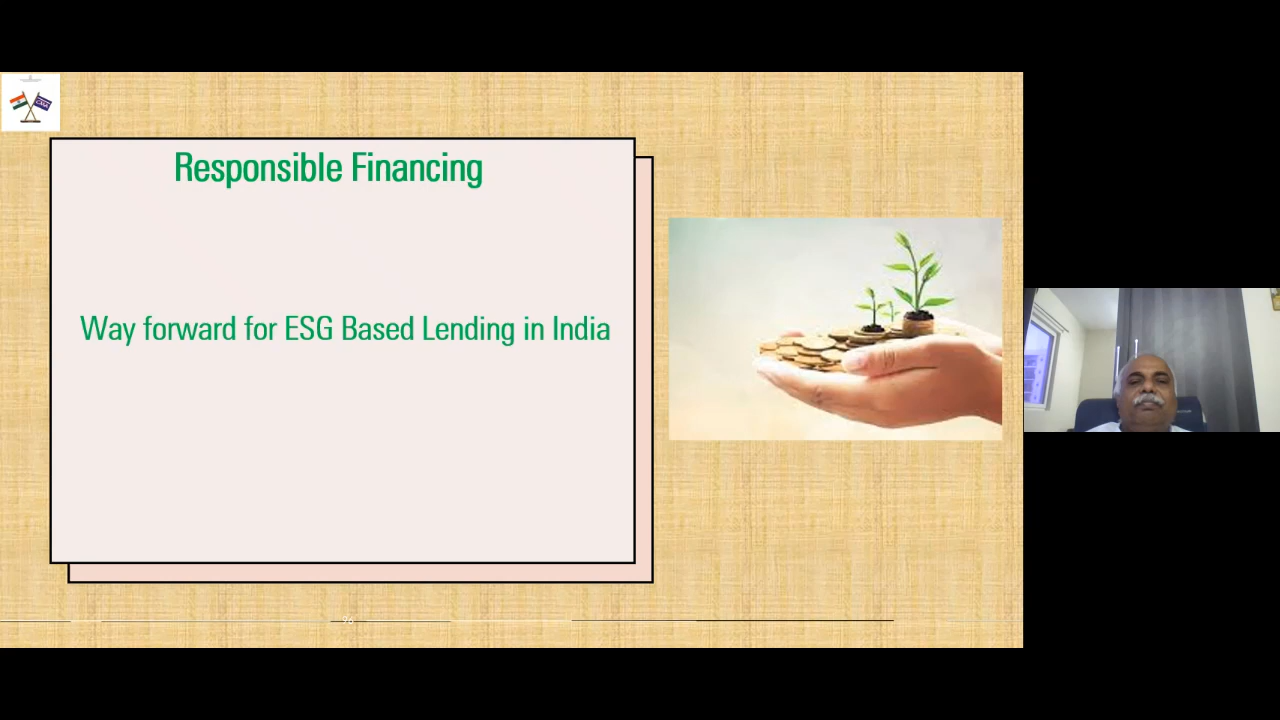 Responsible Financing
Way forward for ESG Based Lending in India